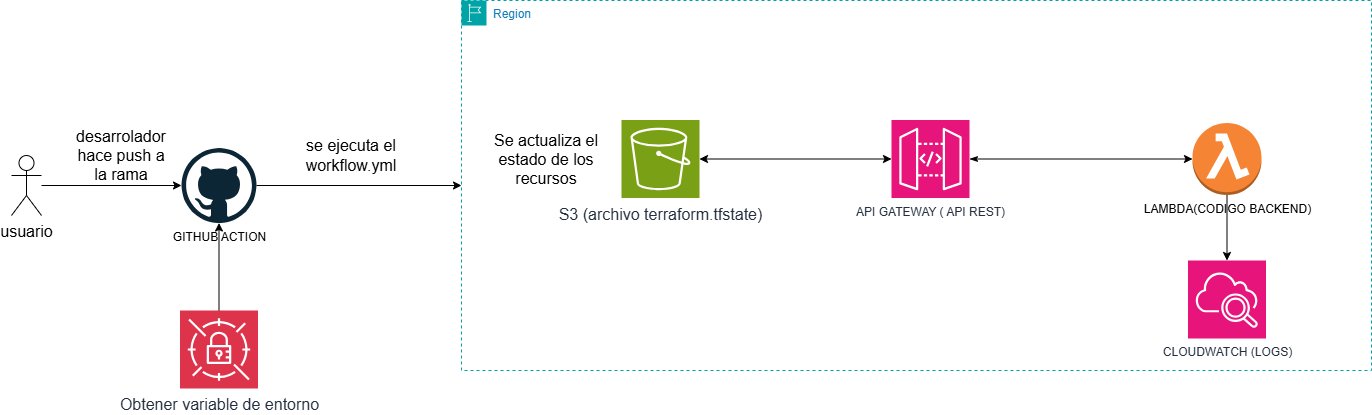 Region
desarrolador
hace push a
la rama
se ejecuta el
workflow.yml
Se actualiza el
estado de los
recursos
usuario
GITHUB ACTION
S3 (archivo terraform.tfstate)
API GATEWAY ( API REST)
LAMBDA(CODIGO BACKEND)
CLOUDWATCH (LOGS)
Obtener variable de entorno